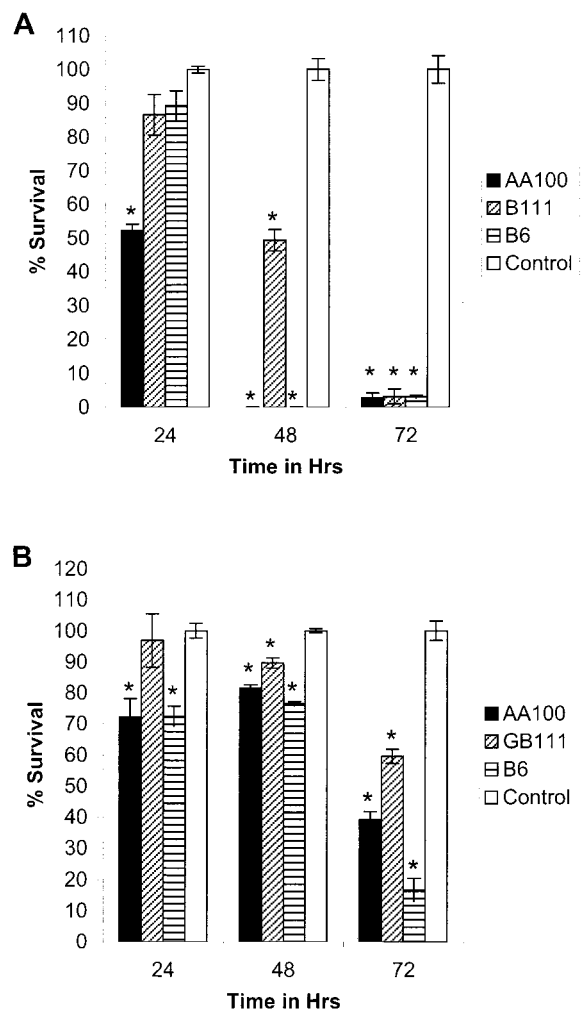 A
110
100
90
80
70
60
50
40
30
20
10
0
% Survival
*
*
*
*
* * *
24 48 72
Time in Hrs
AA100
B111
B6
Control
B
120
110
100
90
80
70
60
50
40
30
20
10
0
% Survival
* *
* * *
* * *
24 48 72
Time in Hrs
AA100
GB111
B6
Control